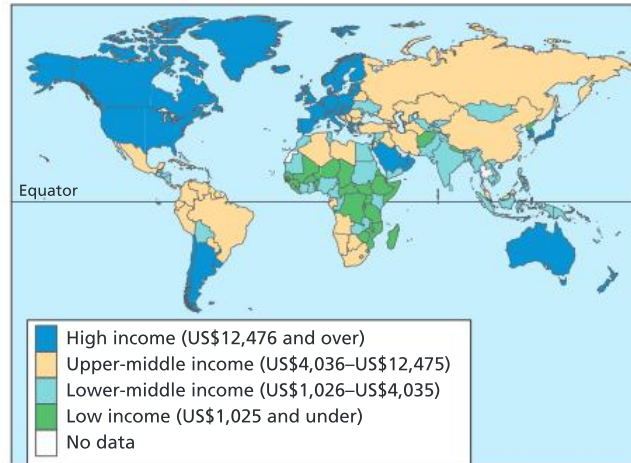 Equator
High income (US$12,476 and over)
Upper-middle income (US$4,036–US$12,475)
Lower-middle income (US$1,026–US$4,035)
Low income (US$1,025 and under)
No data